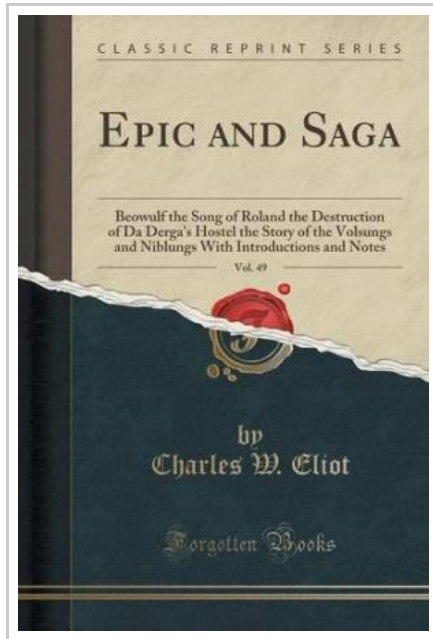 CLASSIC REPRINT SERIES
EPIC AND SAGA
Beowulf the Song of Roland the Destruction
of Da Derga's Hostel the Story of the Volsungs
and Niblungs With Introductions and Notes
Vol. 49
by
Charles W. Eliot
Forgotten Books